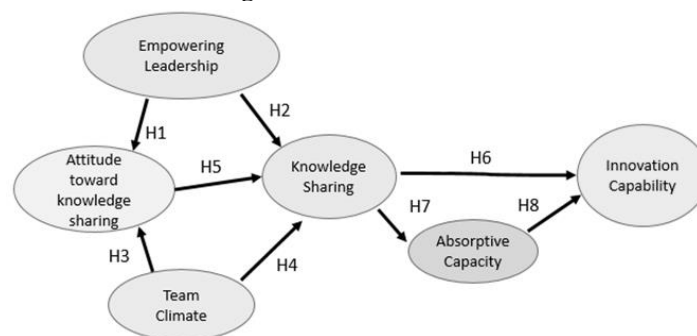 Empowering
Leadership
H1
H2
Attitude
toward
knowledge
sharing
H5
Knowledge
Sharing
H6
Innovation
Capability
H7
H8
H3
H4
Absorptive
Capacity
Team
Climate